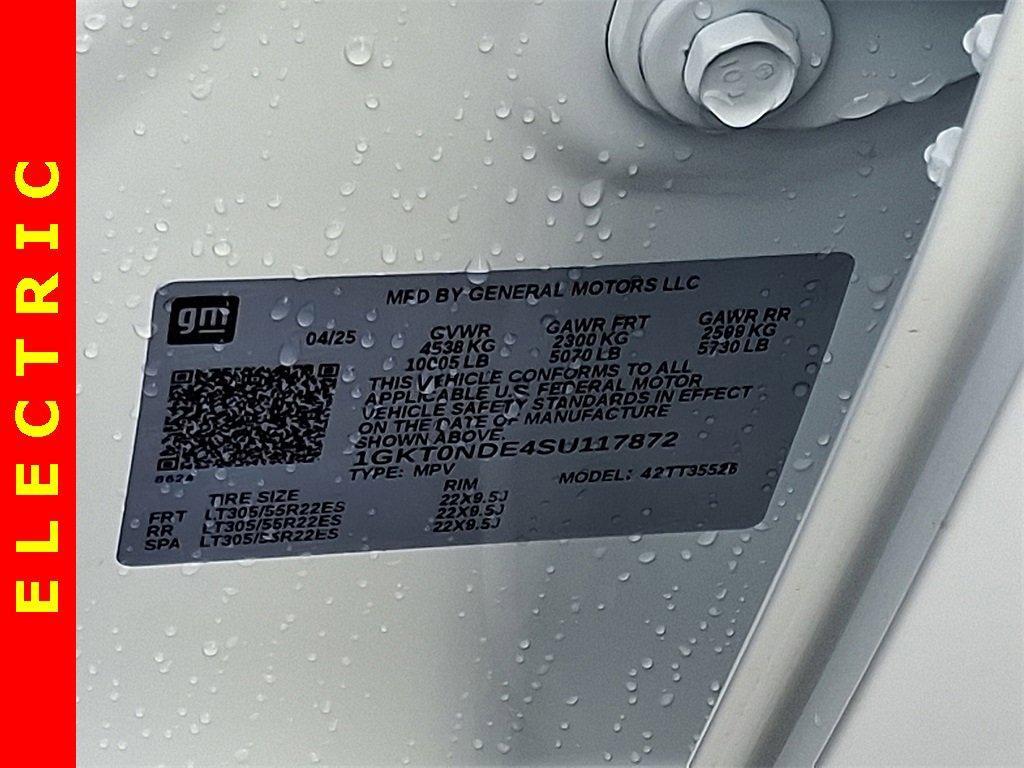 ELECTRIC
MFD BY GENERAL MOTORS LLC
gm
04/25
GVWR GAWR FRT GAWR RR
4538 KG 2300 KG 2599 KG
10005 LB 5070 LB 5730 LB
THIS VEHICLE CONFORMS TO ALL
APPLICABLE U.S. FEDERAL MOTOR
VEHICLE SAFETY STANDARDS IN EFFECT
ON THE DATE OF MANUFACTURE
SHOWN ABOVE.
1GKT0NDE4SU117872
TYPE: MPV MODEL:
TIRE SIZE RIM
FRT LT305/55R22ES 22X9.5J
RR LT305/55R22ES 22X9.5J
SPA LT305/55R22ES 22X9.5J